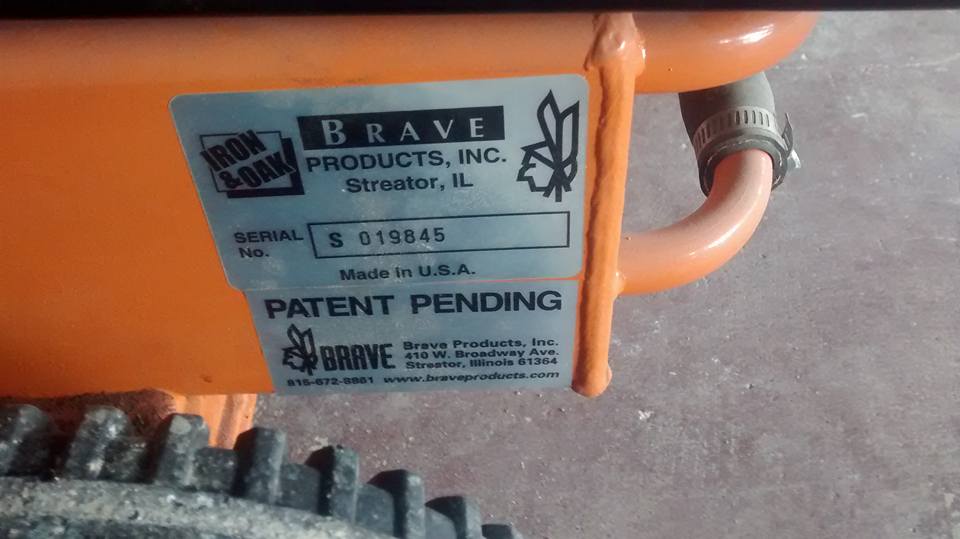 IRON
& OAK
BRAVE
PRODUCTS, INC.
Streator, IL
SERIAL
No.
S 019845
Made in U.S.A.
PATENT PENDING
BRAVE
Brave Products, Inc.
410 W. Broadway Ave.
Streator, Illinois 61364
815-672-8881 www.braveproducts.com